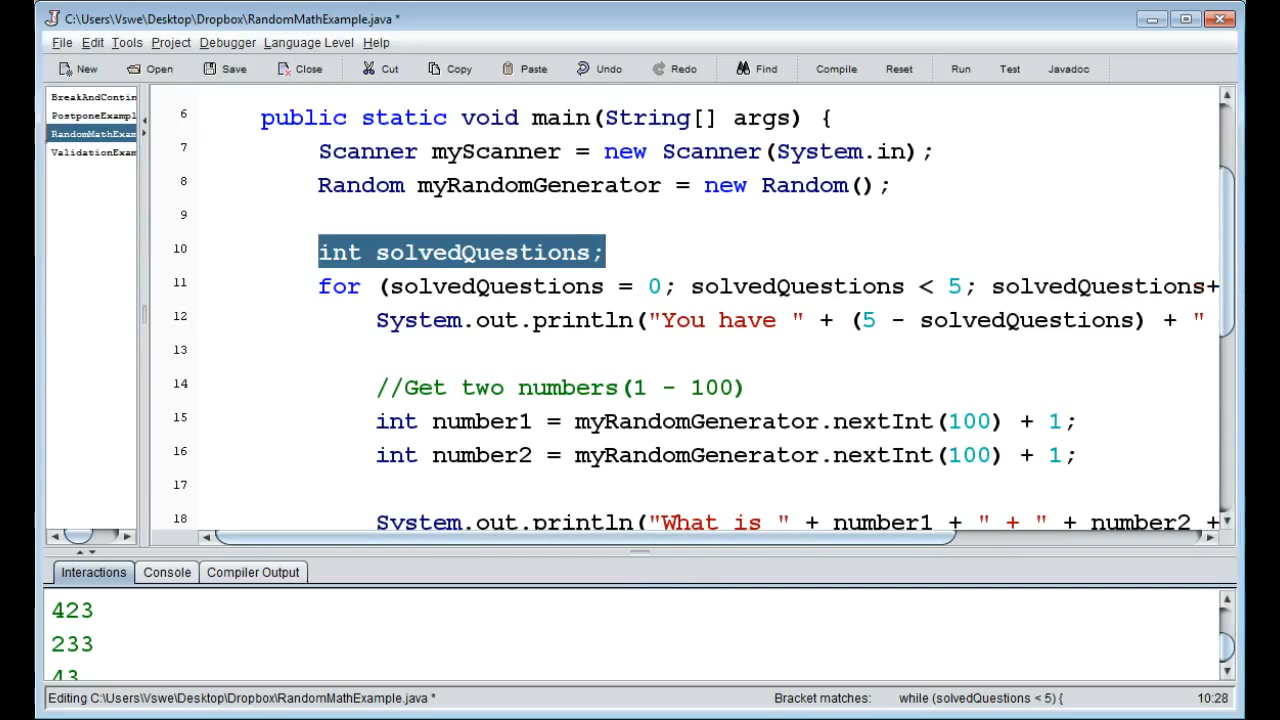 C:\Users\Vswe\Desktop\Dropbox\RandomMathExample.java *
File Edit Tools Project Debugger Language Level Help
New Open Save Close Cut Copy Paste Undo Redo Find Compile Reset Run Test Javadoc
BreakAndContin
PostponeExampl
RandomMathExam
ValidationExam
6 public static void main(String[] args) {
7 Scanner myScanner = new Scanner(System.in);
8 Random myRandomGenerator = new Random();
9
10 int solvedQuestions;
11 for (solvedQuestions = 0; solvedQuestions < 5; solvedQuestions+
12 System.out.println("You have " + (5 - solvedQuestions) + "
13
14 //Get two numbers(1 - 100)
15 int number1 = myRandomGenerator.nextInt(100) + 1;
16 int number2 = myRandomGenerator.nextInt(100) + 1;
17
18 System.out.println("What is " + number1 + " + " + number2 +
Interactions Console Compiler Output
423
233
43
Editing C:\Users\Vswe\Desktop\Dropbox\RandomMathExample.java * Bracket matches: while (solvedQuestions < 5) { 10:28